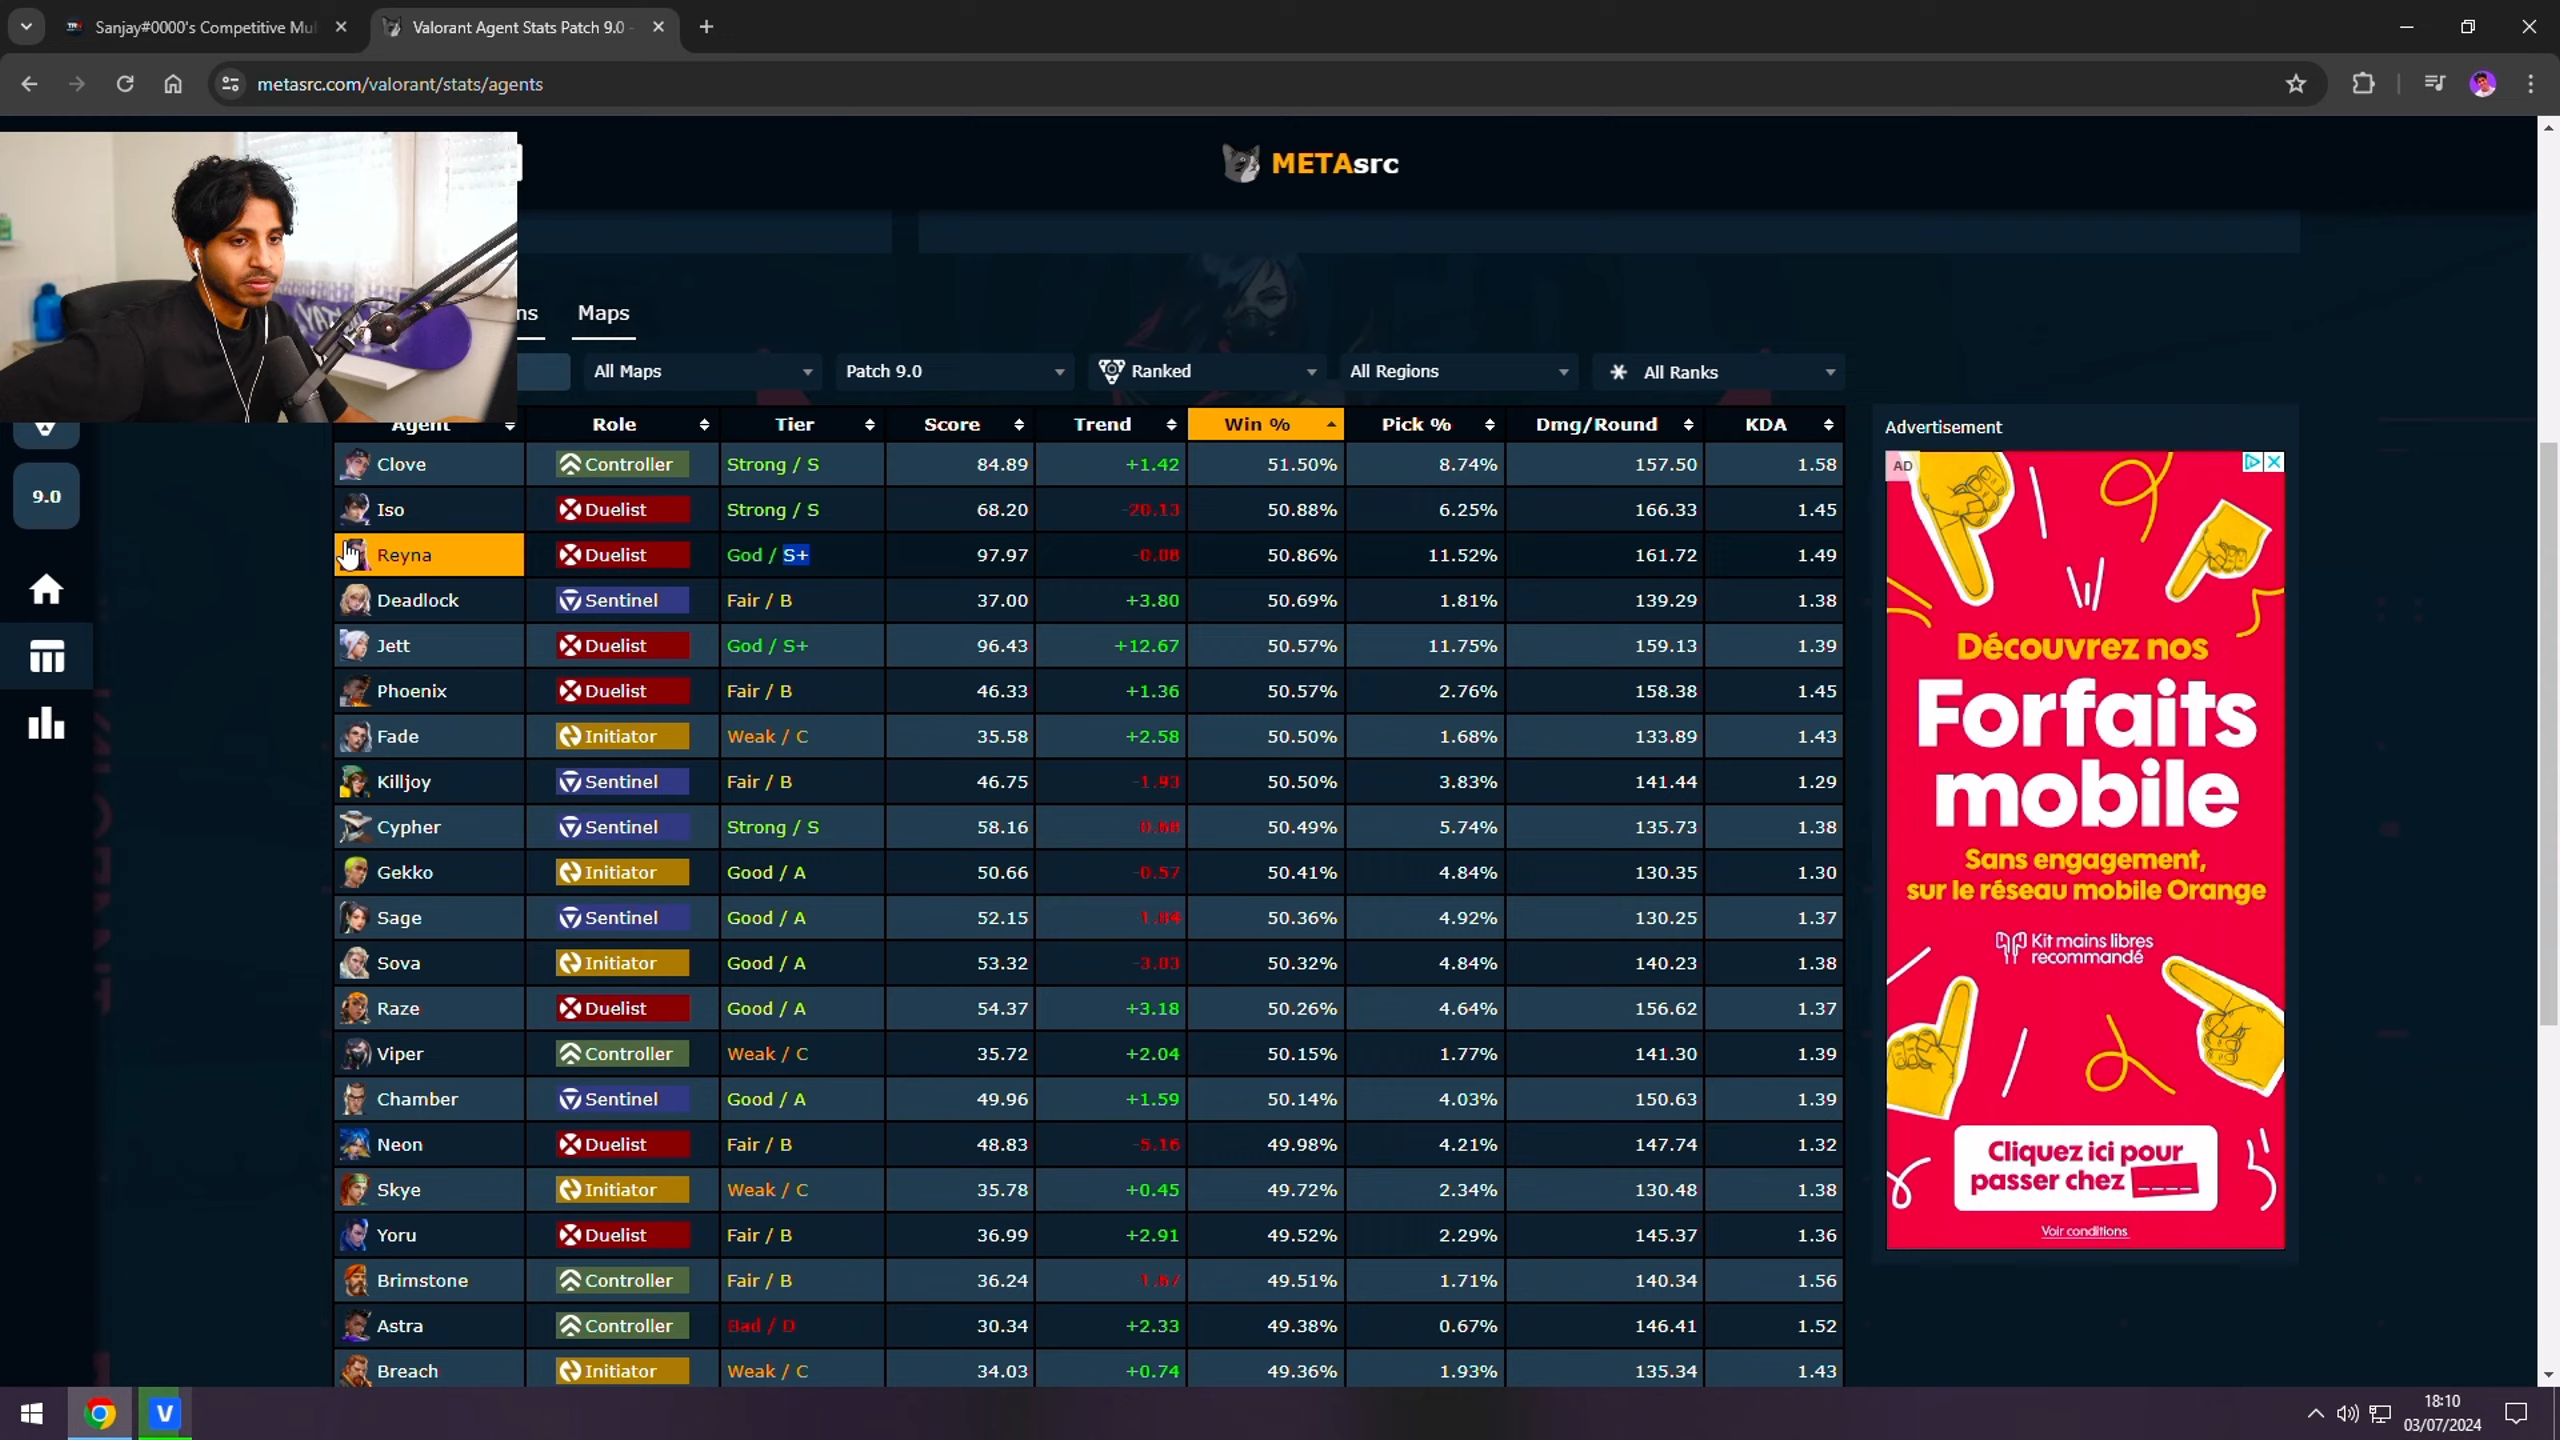 Sanjay#0000's Competitive Mul
Valorant Agent Stats Patch 9.0 -
metasrc.com/valorant/stats/agents
METAsrc
ns Maps
All Maps Patch 9.0 Ranked All Regions All Ranks
Agent Role Tier Score Trend Win % Pick % Dmg/Round KDA
Clove Controller Strong / S 84.89 +1.42 51.50% 8.74% 157.50 1.58
Iso Duelist Strong / S 68.20 -20.13 50.88% 6.25% 166.33 1.45
Reyna Duelist God / S+ 97.97 -0.08 50.86% 11.52% 161.72 1.49
Deadlock Sentinel Fair / B 37.00 +3.80 50.69% 1.81% 139.29 1.38
Jett Duelist God / S+ 96.43 +12.67 50.57% 11.75% 159.13 1.39
Phoenix Duelist Fair / B 46.33 +1.36 50.57% 2.76% 158.38 1.45
Fade Initiator Weak / C 35.58 +2.58 50.50% 1.68% 133.89 1.43
Killjoy Sentinel Fair / B 46.75 -1.93 50.50% 3.83% 141.44 1.29
Cypher Sentinel Strong / S 58.16 50.49% 5.74% 135.73 1.38
Gekko Initiator Good / A 50.66 -0.57 50.41% 4.84% 130.35 1.30
Sage Sentinel Good / A 52.15 50.36% 4.92% 130.25 1.37
Sova Initiator Good / A 53.32 -3.03 50.32% 4.84% 140.23 1.38
Raze Duelist Good / A 54.37 +3.18 50.26% 4.64% 156.62 1.37
Viper Controller Weak / C 35.72 +2.04 50.15% 1.77% 141.30 1.39
Chamber Sentinel Good / A 49.96 +1.59 50.14% 4.03% 150.63 1.39
Neon Duelist Fair / B 48.83 -5.16 49.98% 4.21% 147.74 1.32
Skye Initiator Weak / C 35.78 +0.45 49.72% 2.34% 130.48 1.38
Yoru Duelist Fair / B 36.99 +2.91 49.52% 2.29% 145.37 1.36
Brimstone Controller Fair / B 36.24 49.51% 1.71% 140.34 1.56
Astra Controller Bad / D 30.34 +2.33 49.38% 0.67% 146.41 1.52
Breach Initiator Weak / C 34.03 +0.74 49.36% 1.93% 135.34 1.43
9.0
Advertisement
AD
Découvrez nos
Forfaits
mobile
Sans engagement,
sur le réseau mobile Orange
Kit mains libres
recommandé
Cliquez ici pour
passer chez ____
Voir conditions
18:10
03/07/2024